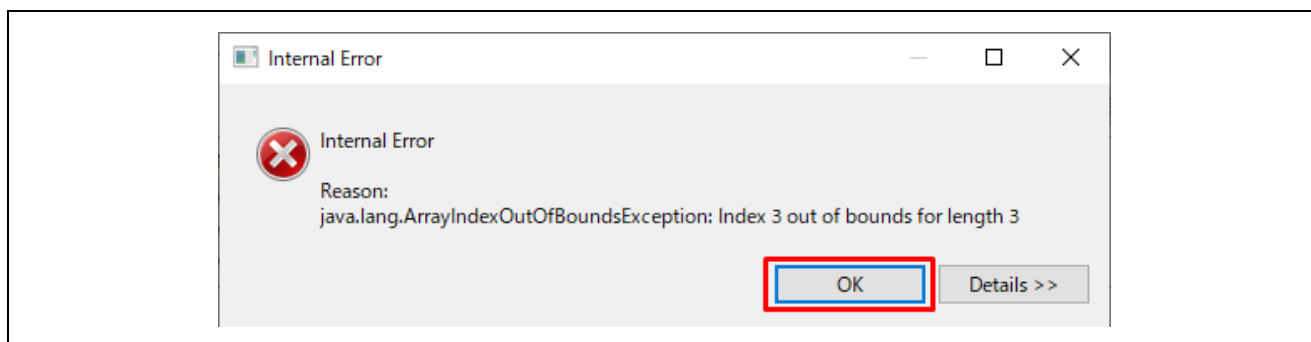 Internal Error
Internal Error
Reason:
java.lang.ArrayIndexOutOfBoundsException: Index 3 out of bounds for length 3
OK
Details >>